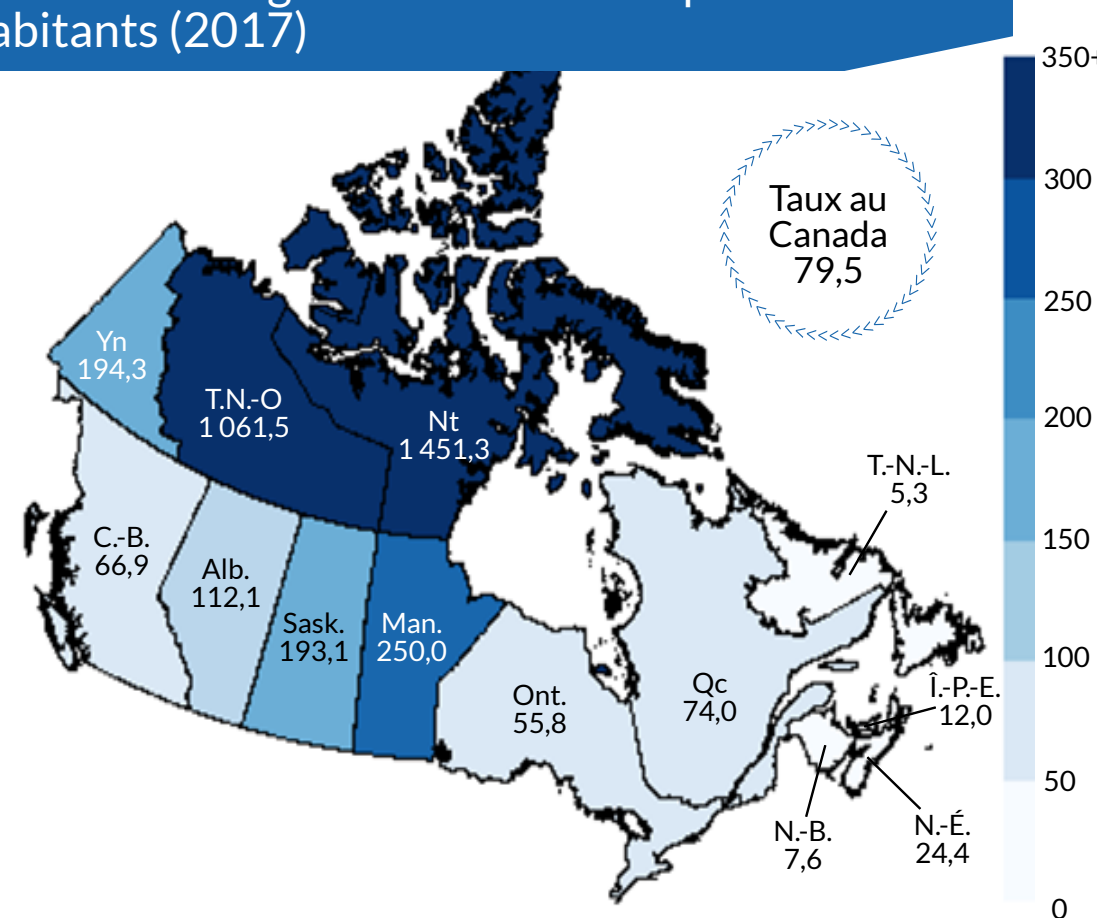 abitants (2017)
350+
300
250
200
150
100
50
0
Taux au
Canada
79,5
Yn
194,3
T.N.-O
1 061,5
Nt
1 451,3
T.-N.-L.
5,3
C.-B.
66,9
Alb.
112,1
Sask.
193,1
Man.
250,0
Ont.
55,8
Qc
74,0
Î.-P.-E.
12,0
N.-B.
7,6
N.-É.
24,4